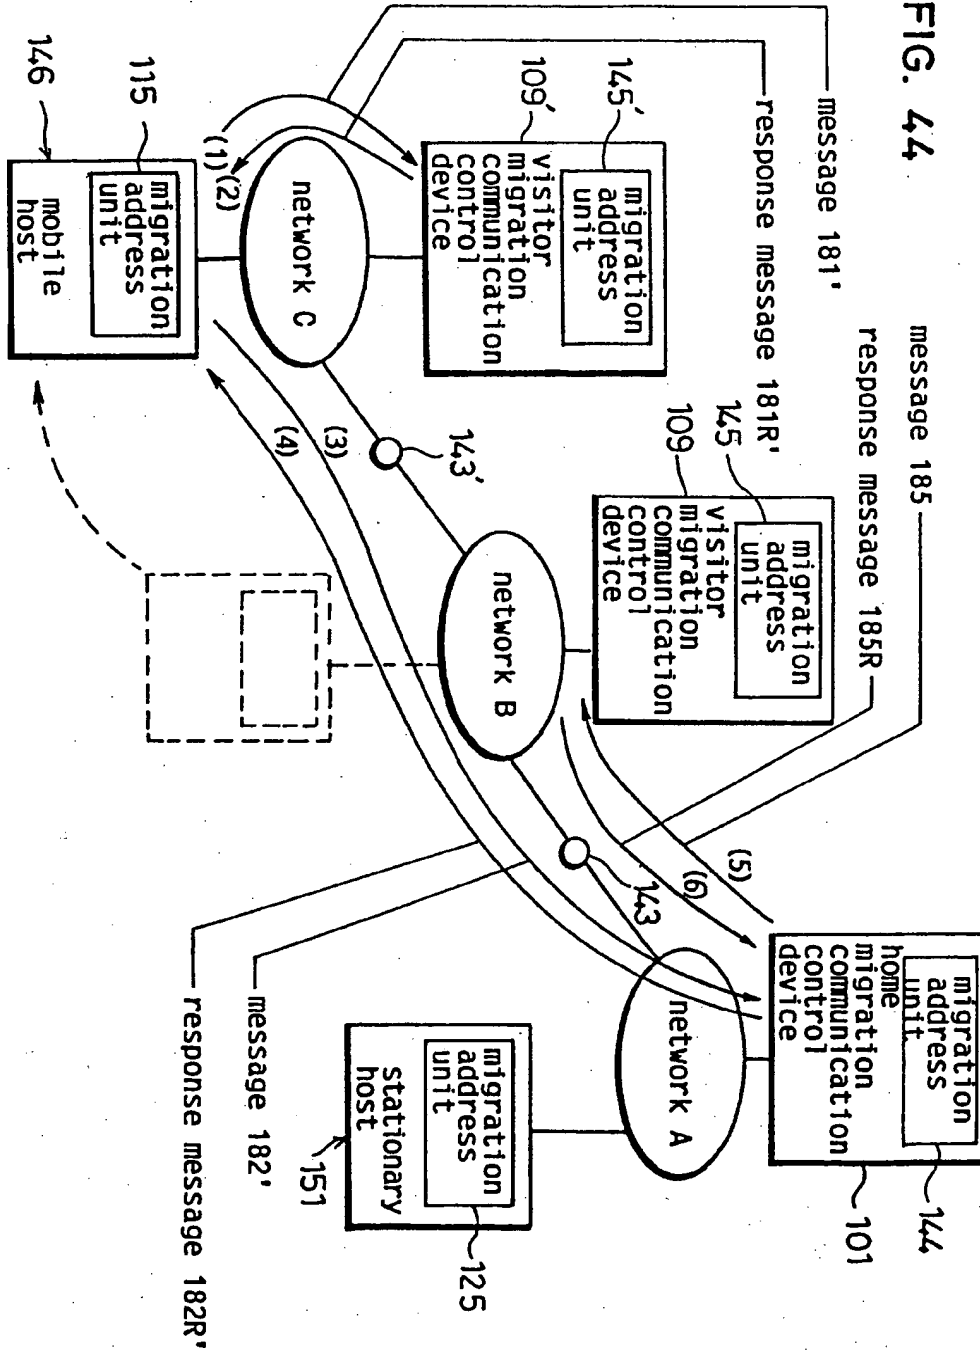 FIG. 44
message 181'
response message 181R'
message 185
response message 185R
145'
109'
migration
address
unit
visitor
migration
communication
control
device
145
109
migration
address
unit
visitor
migration
communication
control
device
144
101
migration
address
unit
home
migration
communication
control
device
(1)
(2)
network C
143'
network B
143
network A
(3)
(4)
(5)
(6)
115
146
migration
address
unit
mobile
host
migration
address
unit
stationary
host
125
151
message 182'
response message 182R'